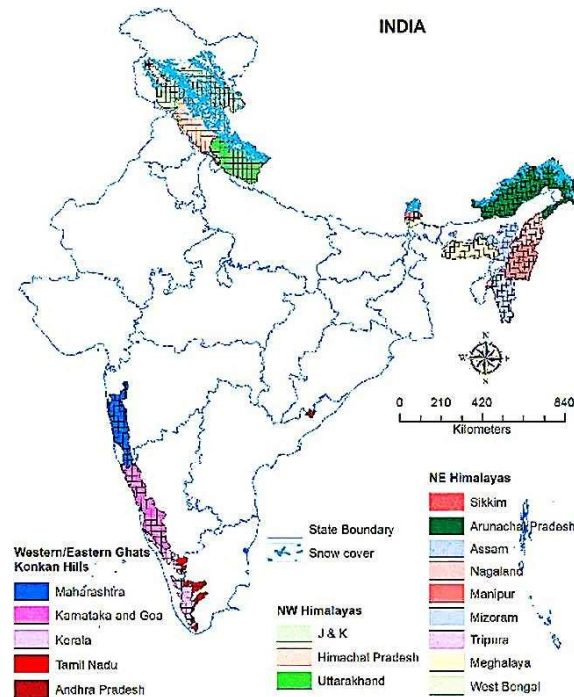 INDIA
N
W E
S
0 210 420 840
Kilometers
NE Himalayas
Sikkim
Arunachal Pradesh
Assam
Nagaland
Manipur
Mizoram
Tripura
Meghalaya
West Bengal
State Boundary
Snow cover
NW Himalayas
J & K
Himachal Pradesh
Uttarakhand
Western/Eastern Ghats
Konkan Hills
Maharashtra
Karnataka and Goa
Kerala
Tamil Nadu
Andhra Pradesh